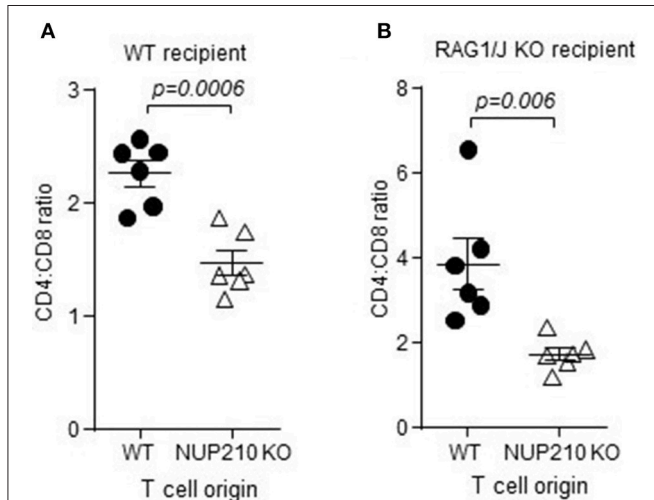 A
WT recipient
p=0.0006
3
2
1
0
CD4:CD8 ratio
WT
NUP210 KO
T cell origin
B
RAG1/J KO recipient
p=0.006
8
6
4
2
0
CD4:CD8 ratio
WT
NUP210 KO
T cell origin